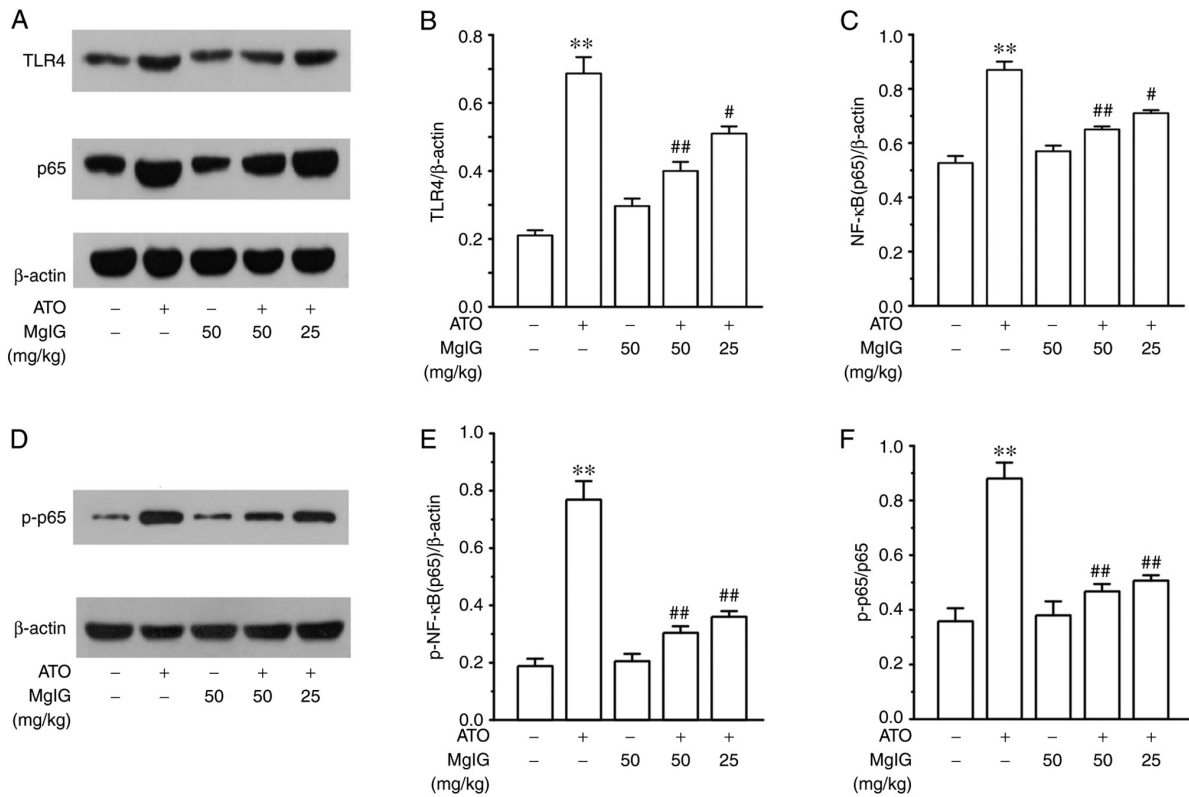 A
TLR4
p65
β-actin
ATO – + – + +
MgIG – – 50 50 25
(mg/kg)
B
TLR4/β-actin
0.8
0.6
0.4
0.2
0.0
**
##
#
ATO – + – + +
MgIG – – 50 50 25
(mg/kg)
C
NF-κB(p65)/β-actin
1.0
0.8
0.6
0.4
0.2
0.0
**
##
#
ATO – + – + +
MgIG – – 50 50 25
(mg/kg)
D
p-p65
β-actin
ATO – + – + +
MgIG – – 50 50 25
(mg/kg)
E
p-NF-κB(p65)/β-actin
1.0
0.8
0.6
0.4
0.2
0.0
**
##
##
ATO – + – + +
MgIG – – 50 50 25
(mg/kg)
F
p-p65/p65
1.0
0.8
0.6
0.4
0.2
0.0
**
##
##
ATO – + – + +
MgIG – – 50 50 25
(mg/kg)